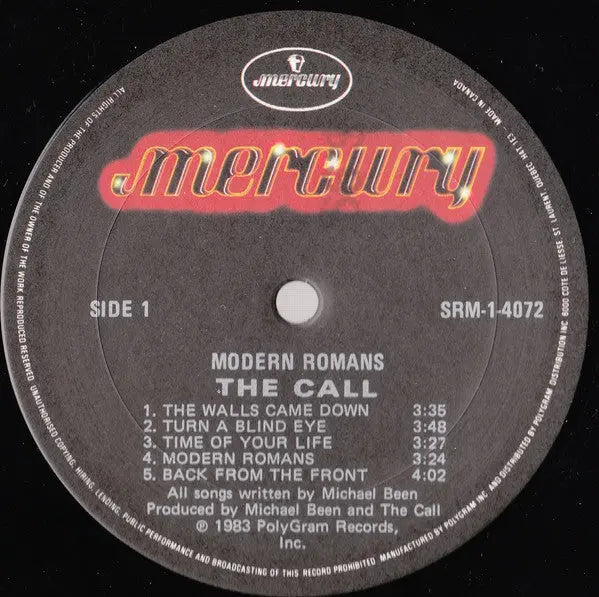 mercury
mercury
SIDE 1
SRM-1-4072
MODERN ROMANS
THE CALL
1. THE WALLS CAME DOWN 3:35
2. TURN A BLIND EYE 3:48
3. TIME OF YOUR LIFE 3:27
4. MODERN ROMANS 3:24
5. BACK FROM THE FRONT 4:02
All songs written by Michael Been
Produced by Michael Been and The Call
℗ 1983 PolyGram Records,
Inc.
ALL RIGHTS OF THE PRODUCER AND OF THE OWNER OF THE WORK REPRODUCED RESERVED. UNAUTHORISED COPYING, HIRING, LENDING, PUBLIC PERFORMANCE AND BROADCASTING OF THIS RECORD PROHIBITED MANUFACTURED BY POLYGRAM INC AND DISTRIBUTED BY POLYGRAM DISTRIBUTION INC. 6000 COTE DE LIESSE, ST LAURENT QUEBEC, H4T 1E3 MADE IN CANADA